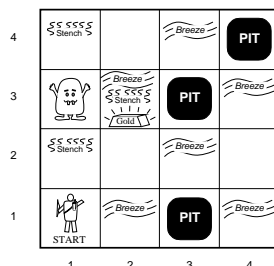 4 Stench Breeze PIT
Breeze
3 Stench PIT Breeze
Gold
2 Stench Breeze
1 Breeze PIT Breeze
START
1 2 3 4